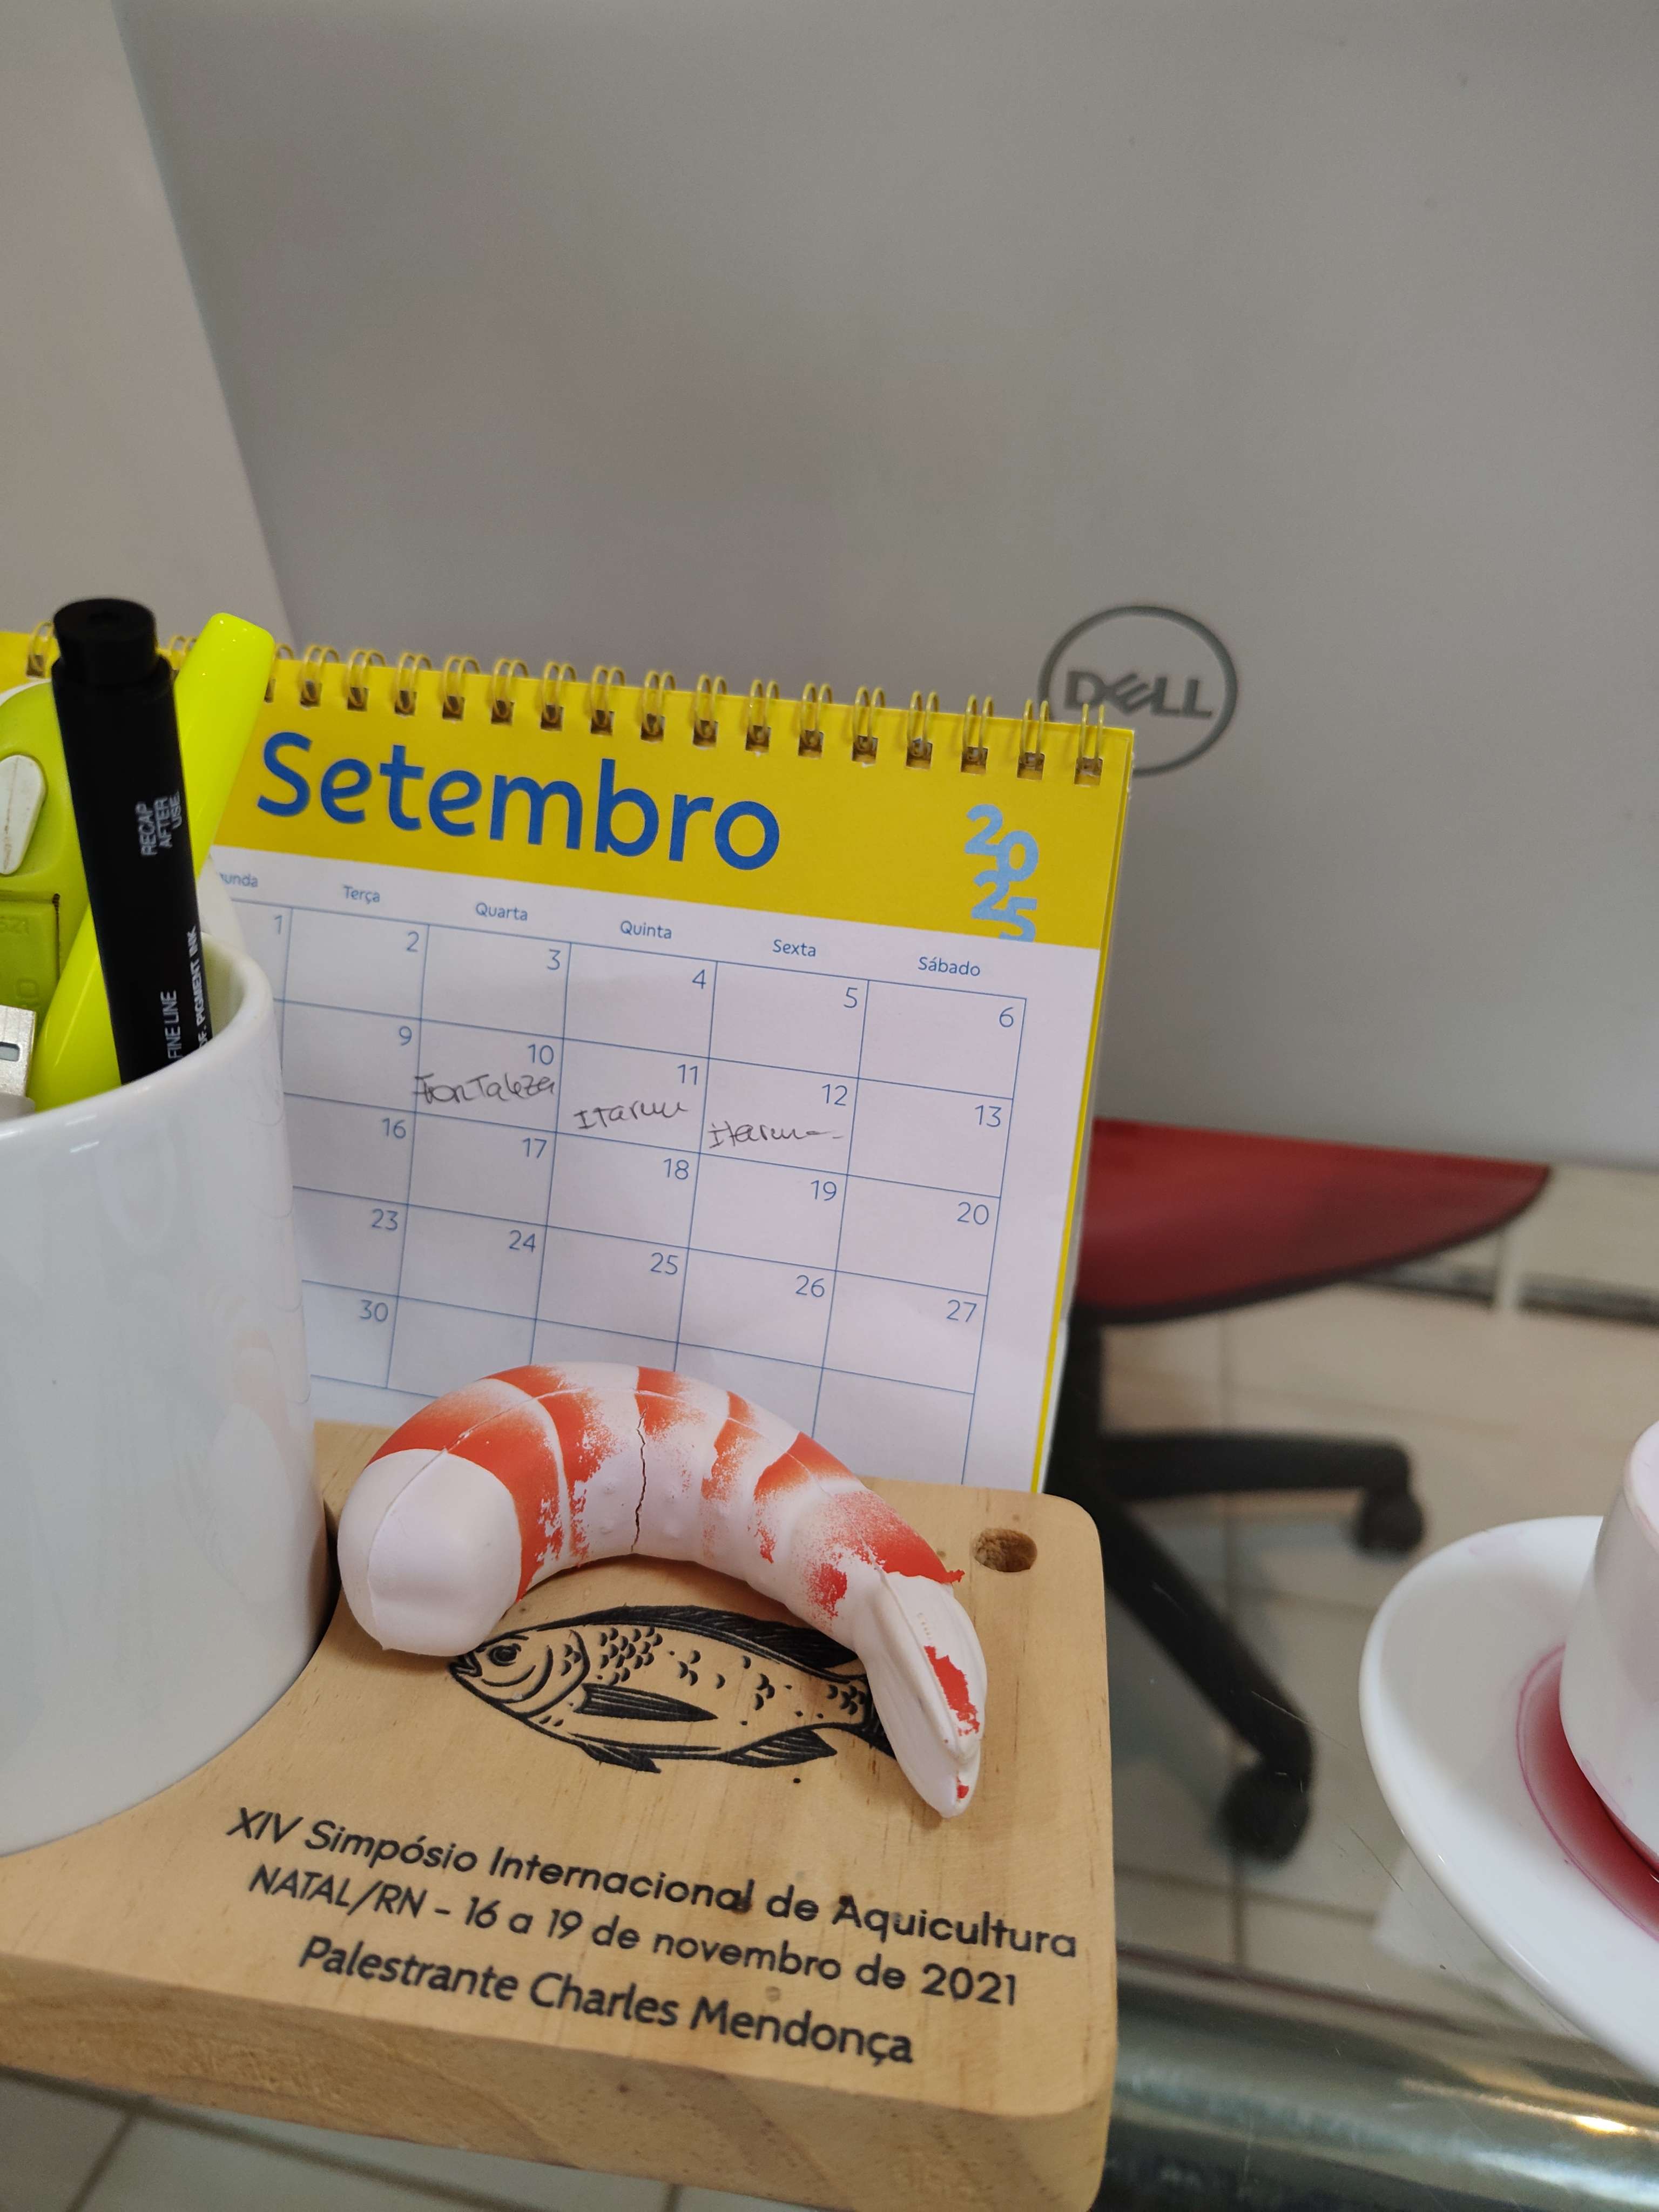 DELL
Setembro
2025
Terça Quarta Quinta Sexta Sábado
1 2 3 4 5 6
9 10 11 12 13
Fortaleza
16 17 18 19 20
23 24 25 26 27
30
RECAP
AFTER
USE.
FINE LINE
PIGMENT INK
XIV Simpósio Internacional de Aquicultura
NATAL/RN - 16 a 19 de novembro de 2021
Palestrante Charles Mendonça